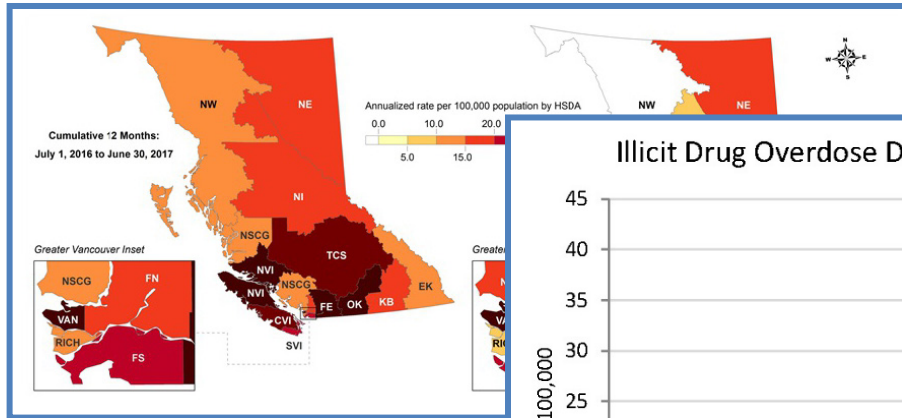 N
W E
S
NW
NE
Annualized rate per 100,000 population by HSDA
0.0 10.0 20.0
5.0 15.0
NW
NE
Cumulative 12 Months:
July 1, 2016 to June 30, 2017
NI
NSCG
TCS
NVI
NVI
NSCG
FE
OK
KB
EK
CVI
SVI
Greater Vancouver Inset
NSCG
FN
VAN
RICH
FS
Greater
Illicit Drug Overdose D
45
40
35
30
25
100,000